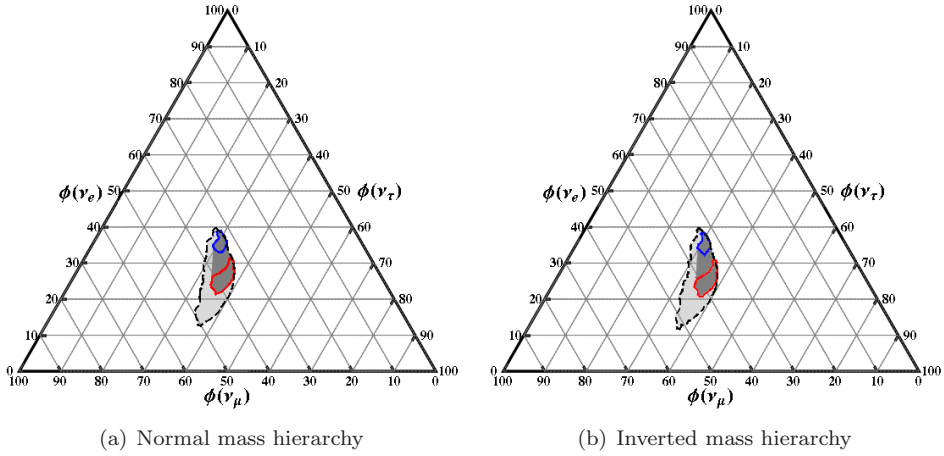 100 0 100 0
90 10 90 10
80 20 80 20
70 30 70 30
60 40 60 40
ϕ(νe) 50 50 ϕ(ντ) ϕ(νe) 50 50 ϕ(ντ)
40 60 40 60
30 70 30 70
20 80 20 80
10 90 10 90
0 100 0 100
100 90 80 70 60 50 40 30 20 10 0 100 90 80 70 60 50 40 30 20 10 0
ϕ(νμ) ϕ(νμ)
(a) Normal mass hierarchy (b) Inverted mass hierarchy